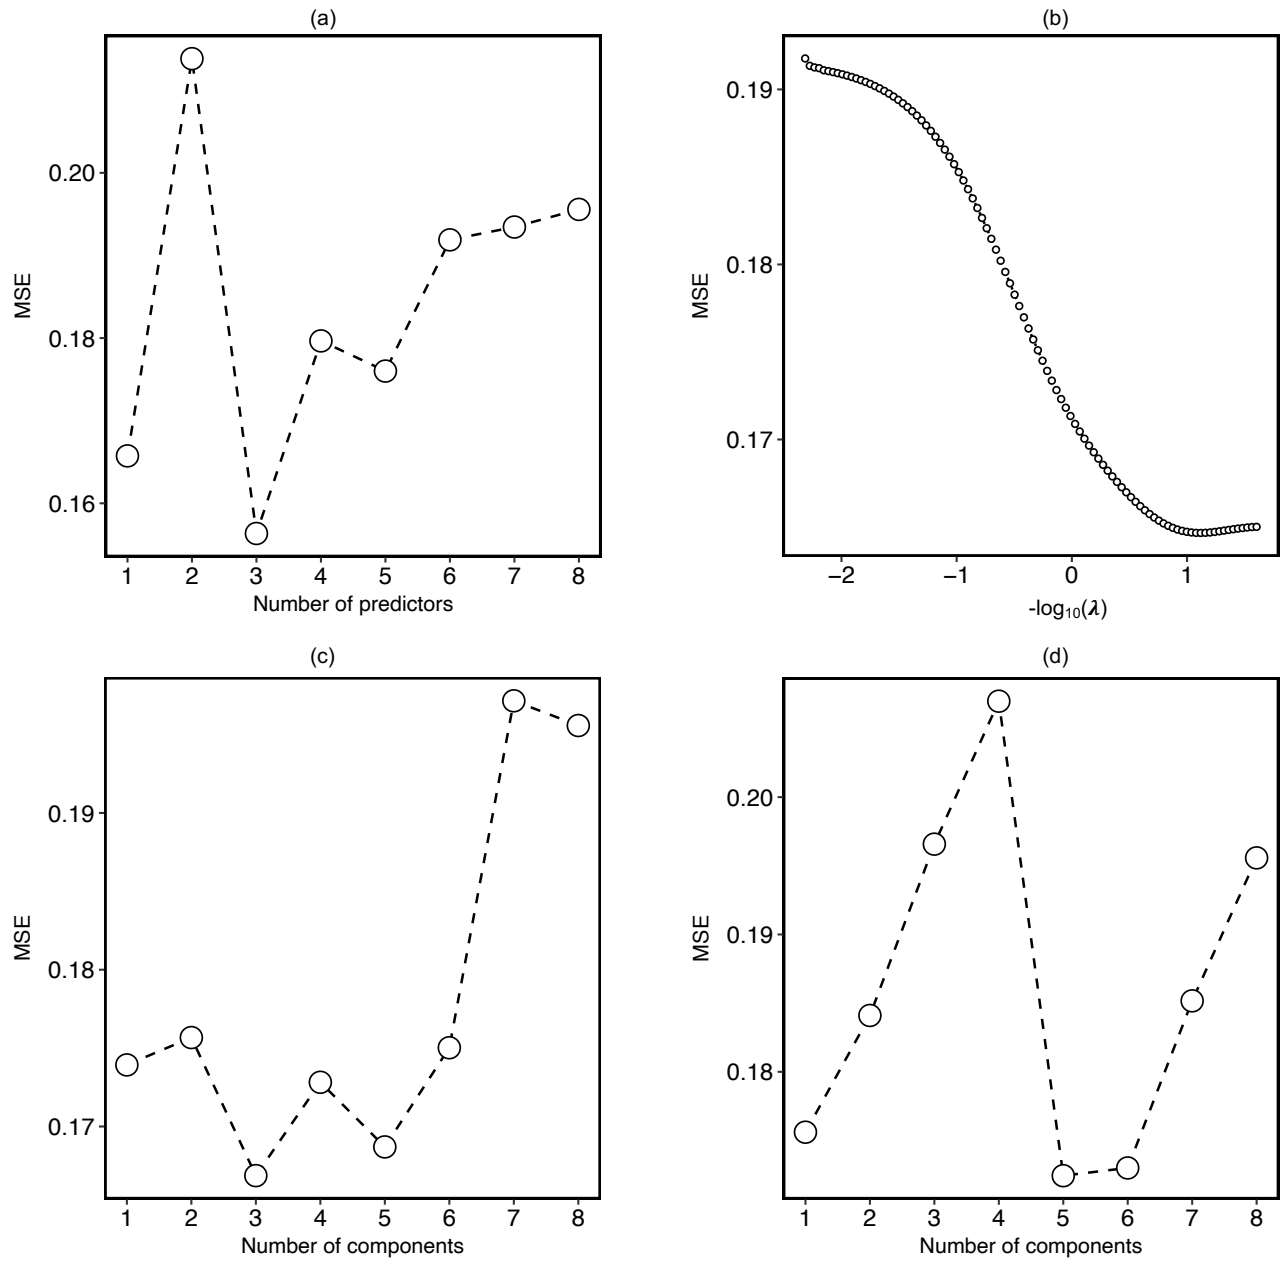 (a)
MSE
0.20
0.18
0.16
1 2 3 4 5 6 7 8
Number of predictors
(b)
MSE
0.19
0.18
0.17
−2 −1 0 1
-log₁₀(λ)
(c)
MSE
0.19
0.18
0.17
1 2 3 4 5 6 7 8
Number of components
(d)
MSE
0.20
0.19
0.18
1 2 3 4 5 6 7 8
Number of components